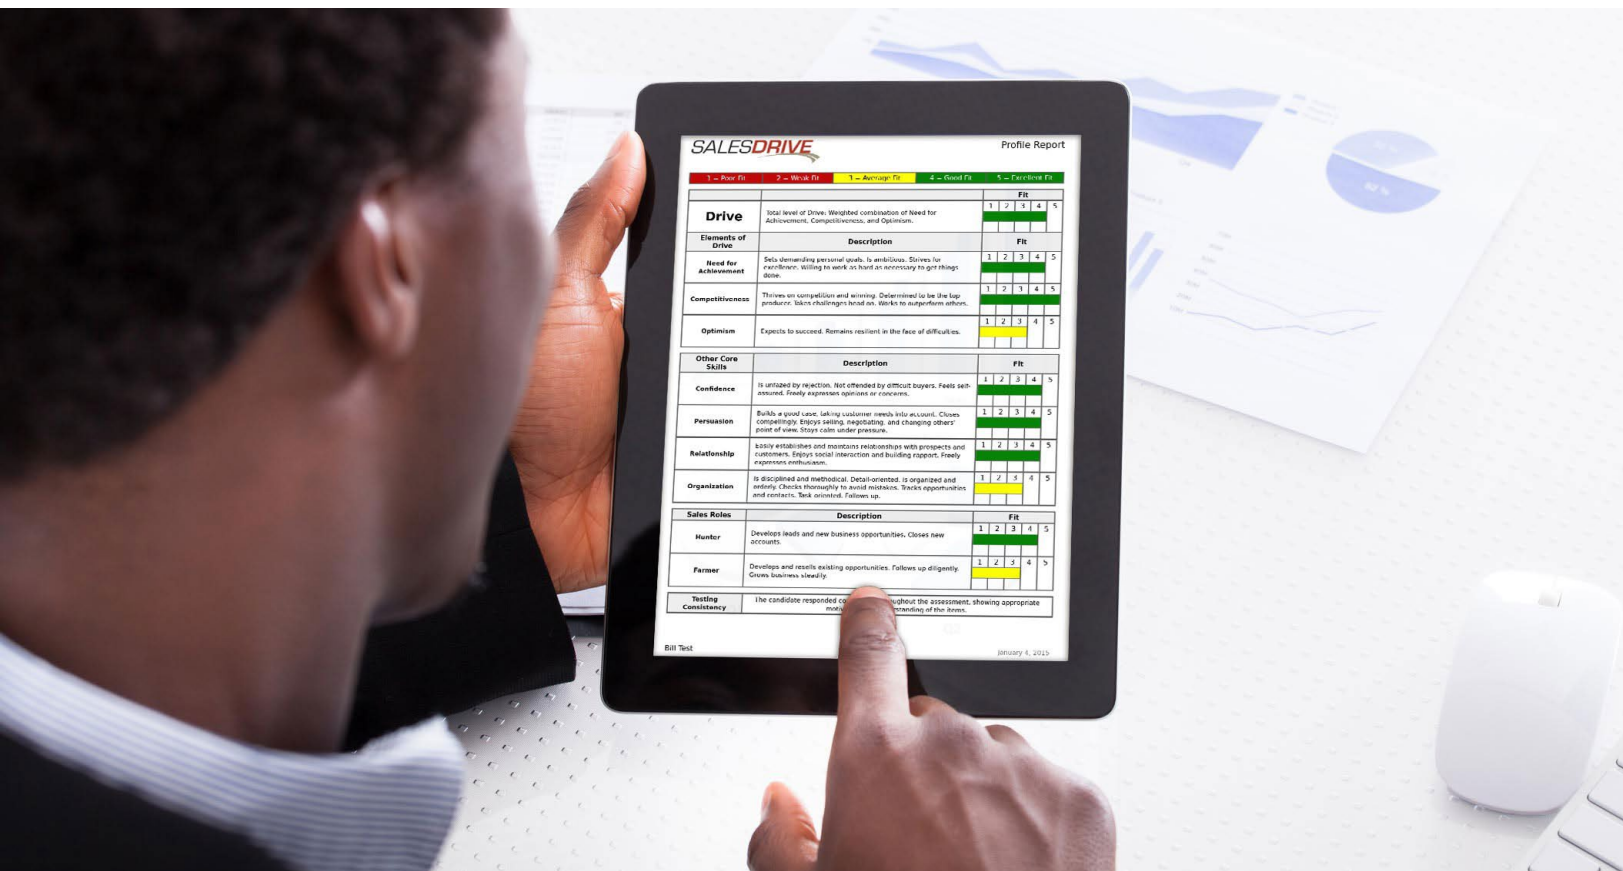 SALESDRIVE
Profile Report
1 – Poor Fit 2 – Weak Fit 3 – Average Fit 4 – Good Fit 5 – Excellent Fit
Fit
Drive
Total level of Drive: Weighted combination of Need for
Achievement, Competitiveness, and Optimism.
1 2 3 4 5
Elements of
Drive
Description
Fit
Need for
Achievement
Sets demanding personal goals. Is ambitious. Strives for
excellence. Willing to work as hard as necessary to get things
done.
1 2 3 4 5
Competitiveness
Thrives on competition and winning. Determined to be the top
producer. Takes challenges head on. Works to outperform others.
1 2 3 4 5
Optimism
Expects to succeed. Remains resilient in the face of difficulties.
1 2 3 4 5
Other Core
Skills
Description
Fit
Confidence
Is unfazed by rejection. Not offended by difficult buyers. Feels self-
assured. Freely expresses opinions or concerns.
1 2 3 4 5
Persuasion
Builds a good case, taking customer needs into account. Closes
compellingly. Enjoys selling, negotiating, and changing others'
point of view. Stays calm under pressure.
1 2 3 4 5
Relationship
Easily establishes and maintains relationships with prospects and
customers. Enjoys social interaction and building rapport. Freely
expresses enthusiasm.
1 2 3 4 5
Organization
Is disciplined and methodical. Detail-oriented. Is organized and
orderly. Checks thoroughly to avoid mistakes. Tracks opportunities
and contacts. Task oriented. Follows up.
1 2 3 4 5
Sales Roles
Description
Fit
Hunter
Develops leads and new business opportunities. Closes new
accounts.
1 2 3 4 5
Farmer
Develops and resells existing opportunities. Follows up diligently.
Grows business steadily.
1 2 3 4 5
Testing
Consistency
The candidate responded the assessment, showing appropriate
of the items.
Bill Test
January 4, 2015